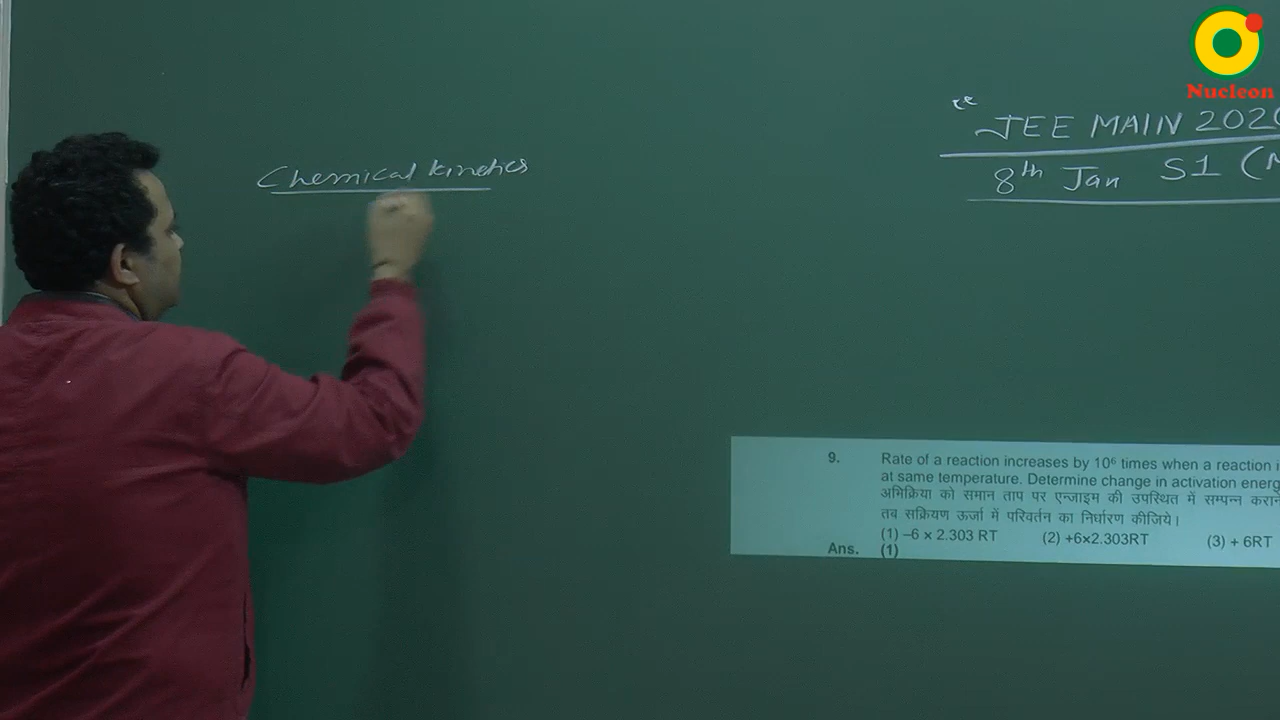 Nucleon
JEE MAIN 2020
8th Jan S1 (M
Chemical kinetics
9. Rate of a reaction increases by 10⁶ times when a reaction i
at same temperature. Determine change in activation energ
अभिक्रिया को समान ताप पर एन्जाइम की उपस्थित में सम्पन्न करान
तब सक्रियण ऊर्जा में परिवर्तन का निर्धारण कीजिये।
(1) –6 × 2.303 RT (2) +6×2.303RT (3) + 6RT
Ans. (1)